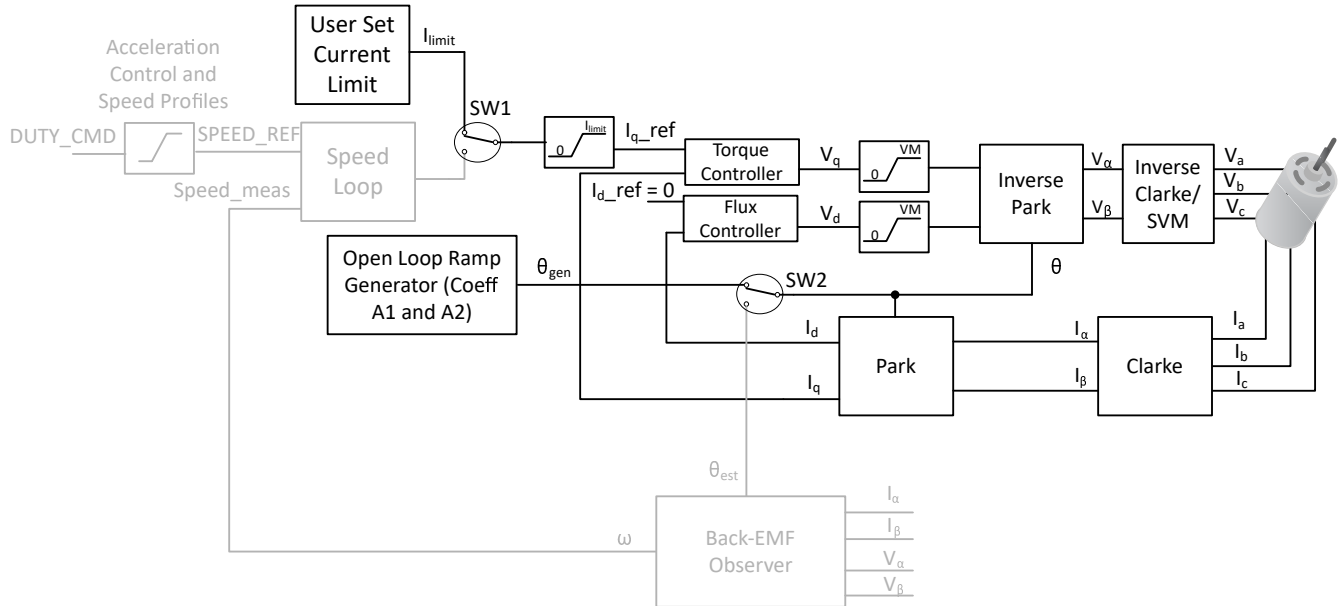 User Set
Current
Limit
I_limit
Acceleration
Control and
Speed Profiles
DUTY_CMD
SPEED_REF
Speed_meas
Speed
Loop
SW1
0
I_limit
I_q_ref
I_d_ref = 0
Torque
Controller
Flux
Controller
V_q
V_d
0
VM
0
VM
Inverse
Park
V_α
V_β
Inverse
Clarke/
SVM
V_a
V_b
V_c
Open Loop Ramp
Generator (Coeff
A1 and A2)
θ_gen
SW2
θ
I_d
I_q
Park
I_α
I_β
Clarke
I_a
I_b
I_c
θ_est
ω
Back-EMF
Observer
I_α
I_β
V_α
V_β